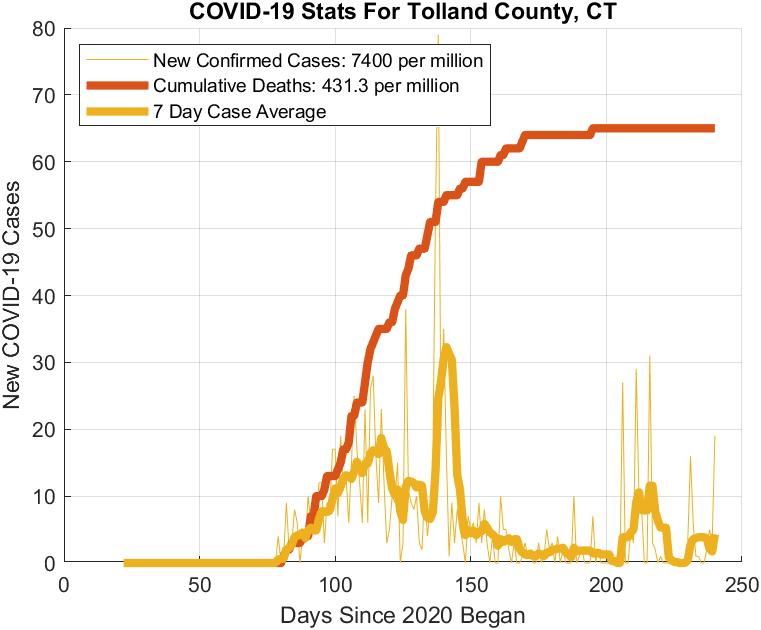 COVID-19 Stats For Tolland County, CT
New Confirmed Cases: 7400 per million
Cumulative Deaths: 431.3 per million
7 Day Case Average
New COVID-19 Cases
80
70
60
50
40
30
20
10
0
0 50 100 150 200 250
Days Since 2020 Began